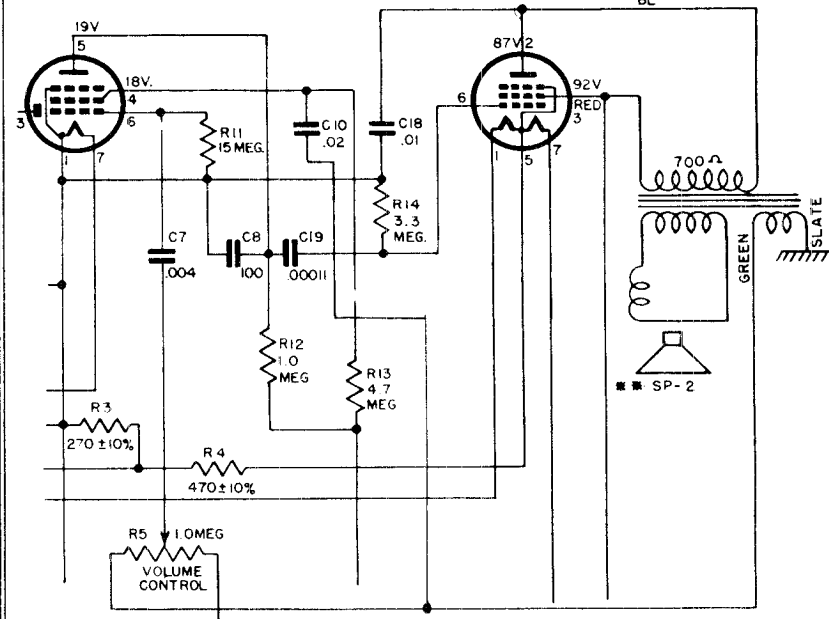 BL
19V
5
87V 2
18V.
4
92V
6
6
RED
3
3
R11
15 MEG.
C10
.02
C18
.01
1
7
1
5
7
700 Ω
R14
3.3
MEG.
SLATE
C7
.004
C8
100
C19
.00011
GREEN
R12
1.0
MEG
R13
4.7
MEG
※ ※ SP-2
R3
270 ±10%
R4
470±10%
R5 1.0MEG
VOLUME
CONTROL